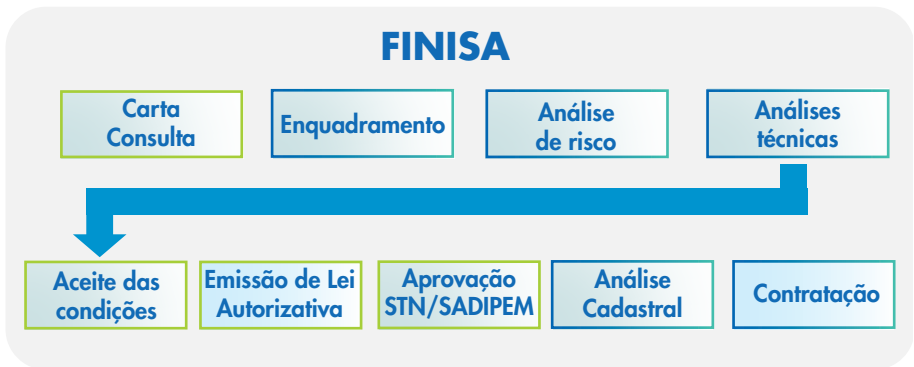 FINISA
Carta
Consulta
Enquadramento
Análise
de risco
Análises
técnicas
Aceite das
condições
Emissão de Lei
Autorizativa
Aprovação
STN/SADIPEM
Análise
Cadastral
Contratação